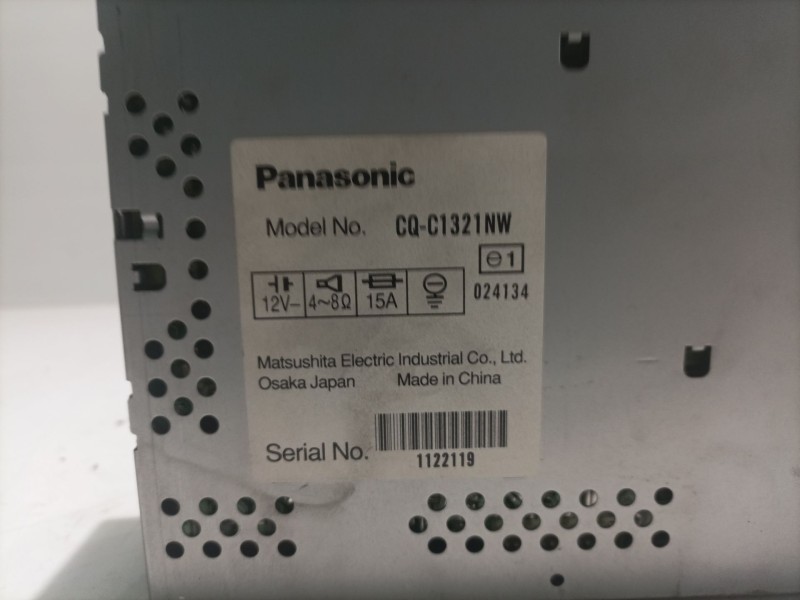 Panasonic
Model No. CQ-C1321NW
e1
12V⎓ 4~8Ω 15A 024134
Matsushita Electric Industrial Co., Ltd.
Osaka Japan Made in China
Serial No.
1122119